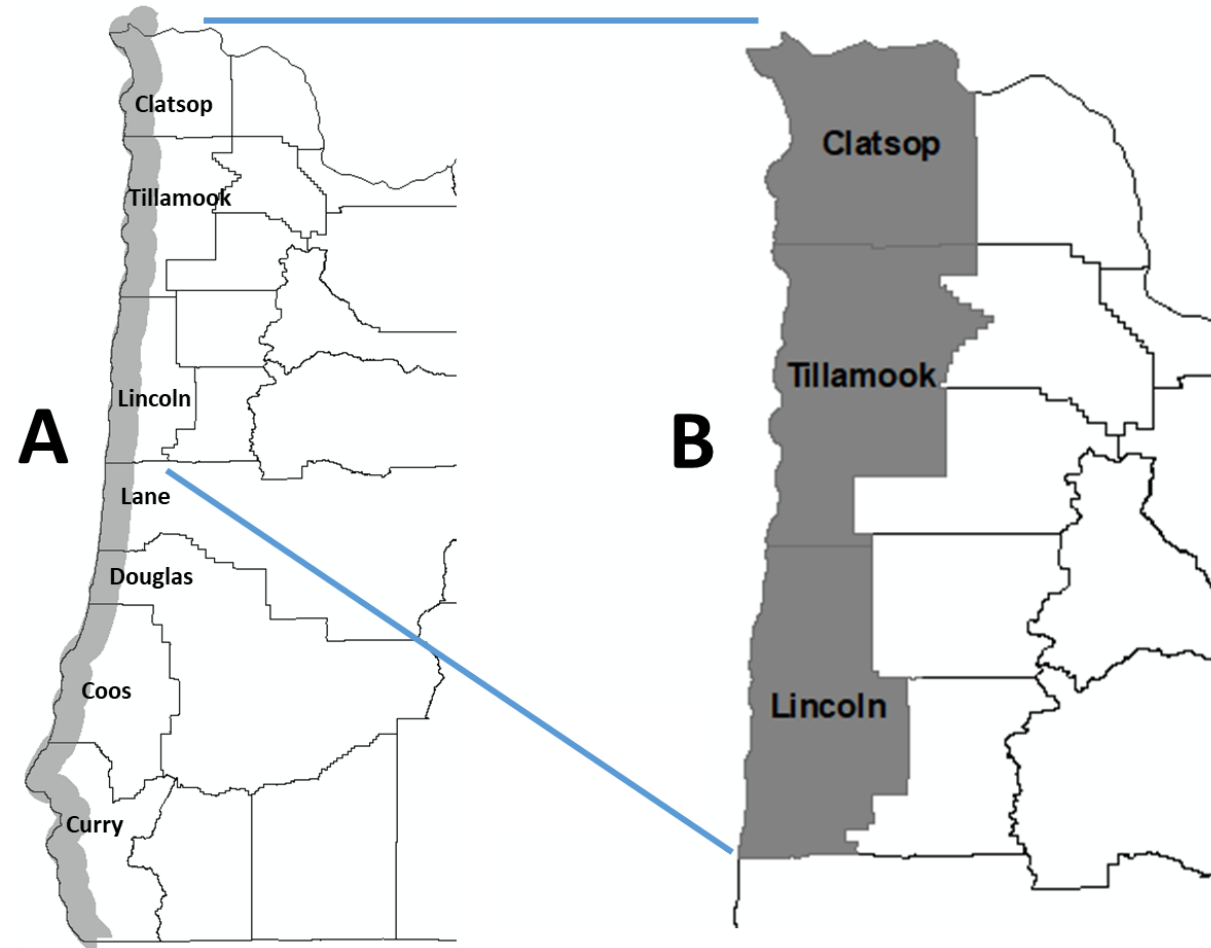 Clatsop
Tillamook
Lincoln
A
Lane
Douglas
Coos
Curry
Clatsop
Tillamook
B
Lincoln